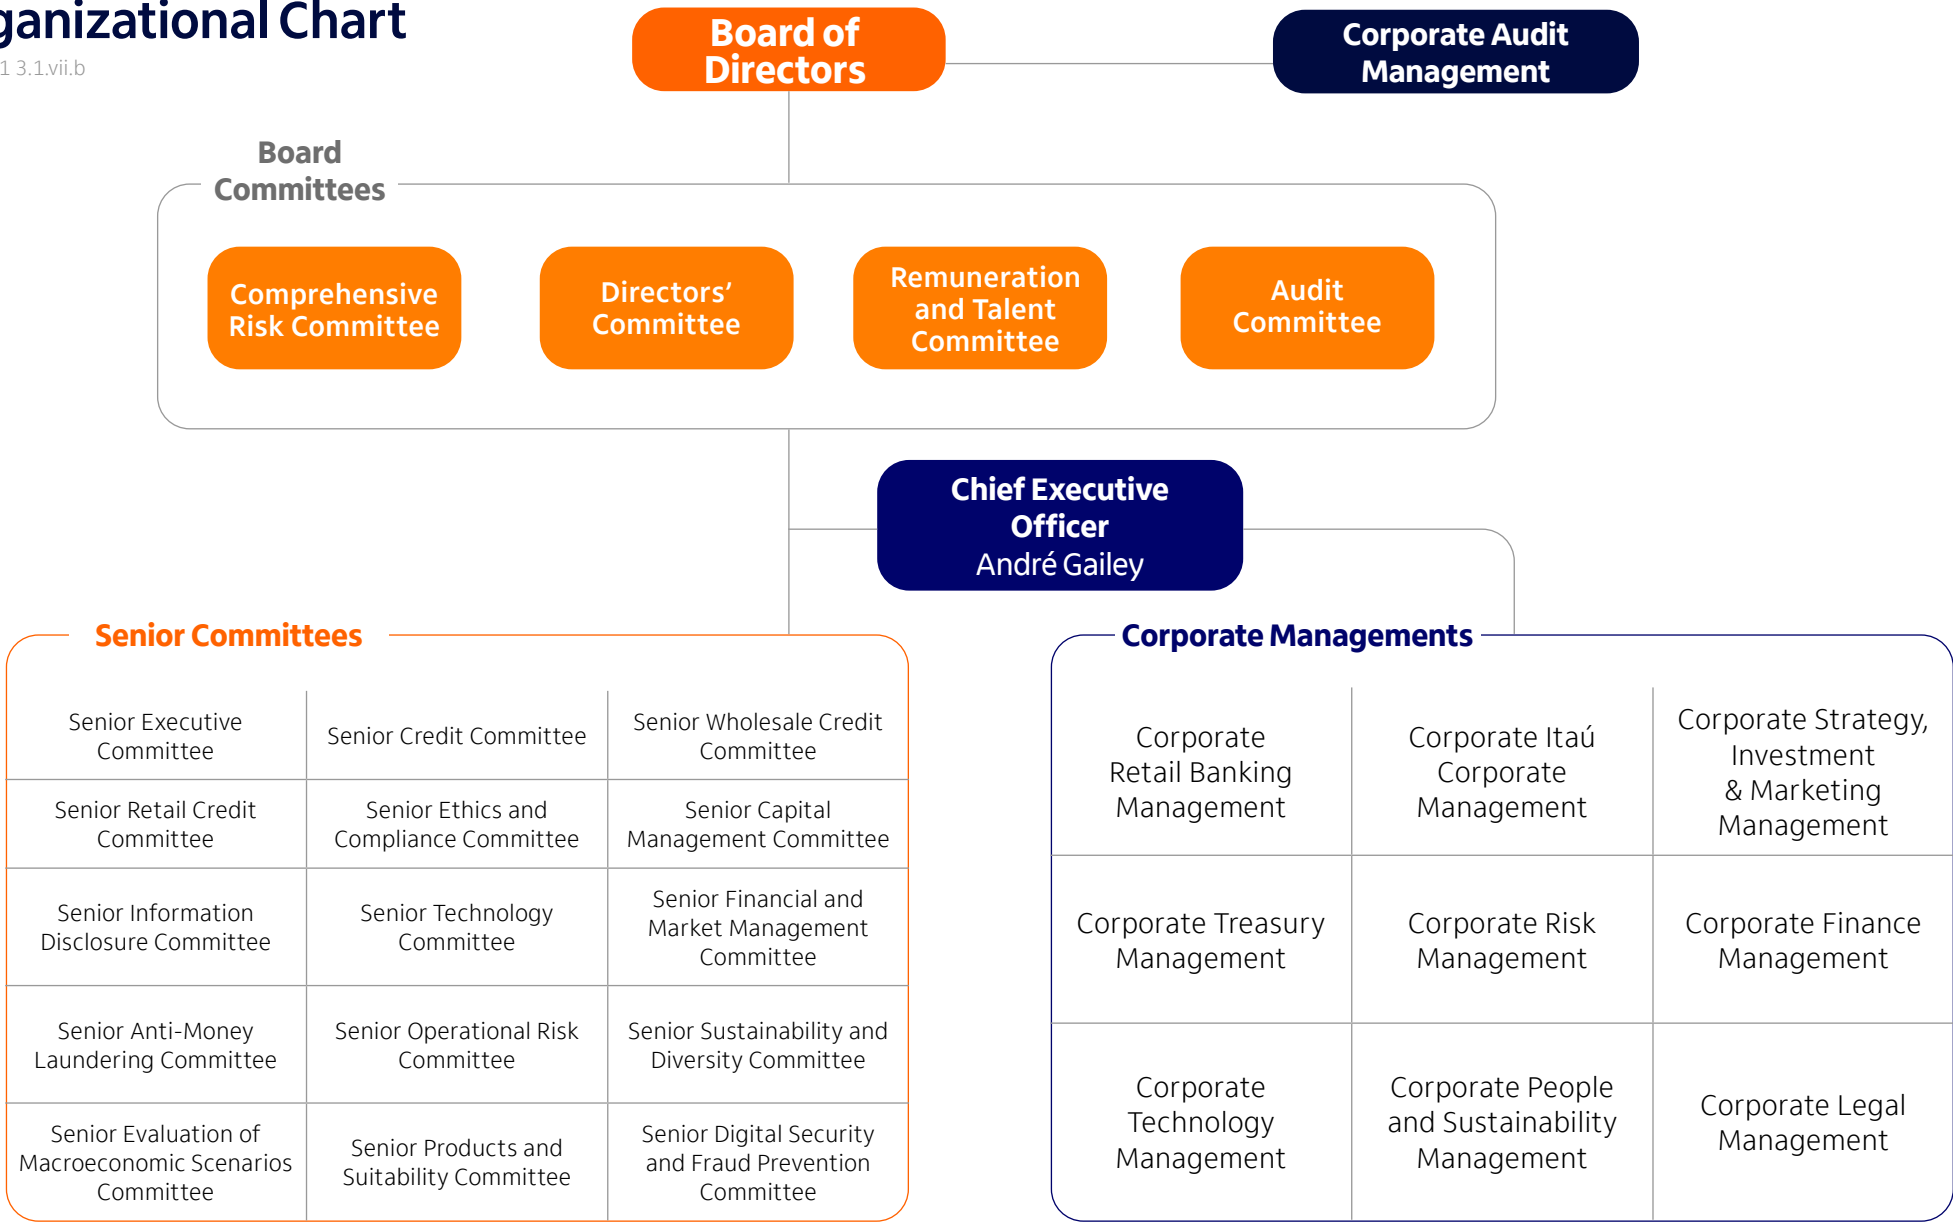 ganizational Chart
1 3.1.vii.b
Board of
Directors
Corporate Audit
Management
Board
Committees
Comprehensive
Risk Committee
Directors’
Committee
Remuneration
and Talent
Committee
Audit
Committee
Chief Executive
Officer
André Gailey
Senior Committees
Senior Executive
Committee
Senior Credit Committee
Senior Wholesale Credit
Committee
Senior Retail Credit
Committee
Senior Ethics and
Compliance Committee
Senior Capital
Management Committee
Senior Information
Disclosure Committee
Senior Technology
Committee
Senior Financial and
Market Management
Committee
Senior Anti-Money
Laundering Committee
Senior Operational Risk
Committee
Senior Sustainability and
Diversity Committee
Senior Evaluation of
Macroeconomic Scenarios
Committee
Senior Products and
Suitability Committee
Senior Digital Security
and Fraud Prevention
Committee
Corporate Managements
Corporate
Retail Banking
Management
Corporate Itaú
Corporate
Management
Corporate Strategy,
Investment
& Marketing
Management
Corporate Treasury
Management
Corporate Risk
Management
Corporate Finance
Management
Corporate
Technology
Management
Corporate People
and Sustainability
Management
Corporate Legal
Management